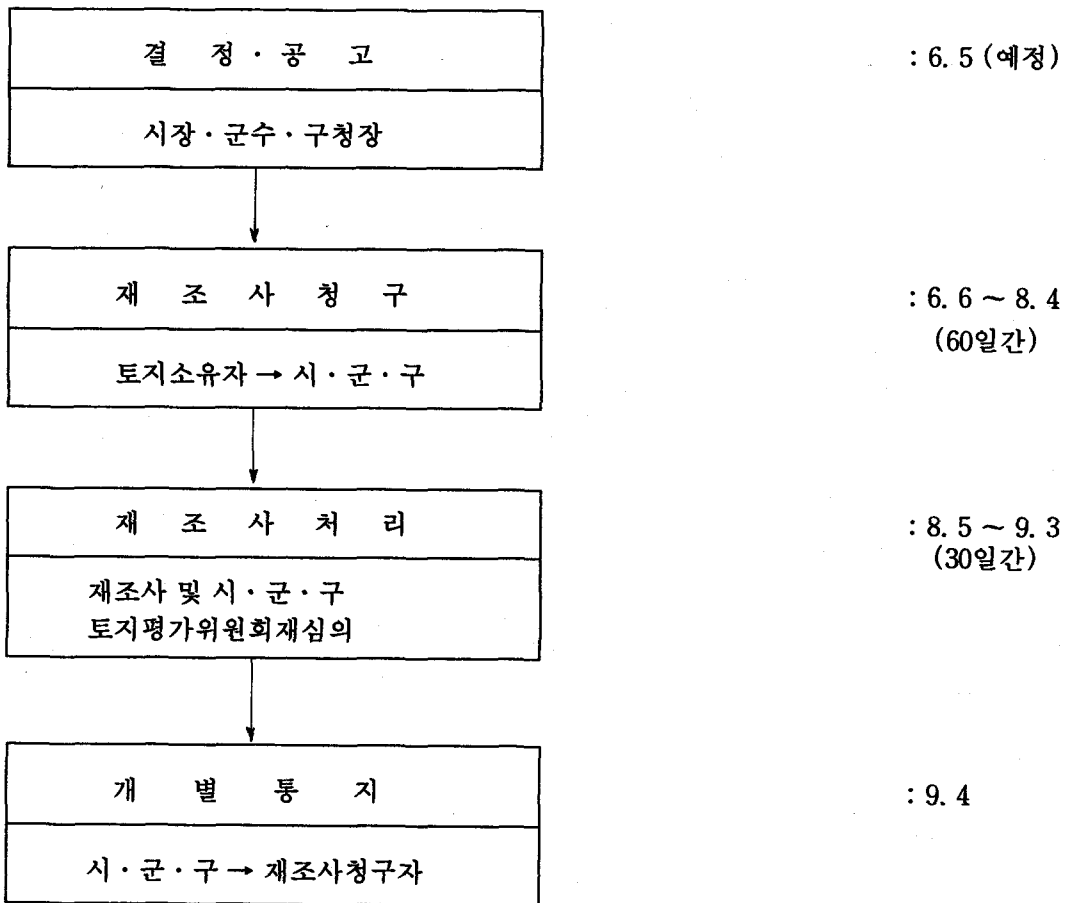 결 정 · 공 고 : 6. 5 (예정)
시장 · 군수 · 구청장
재 조 사 청 구 : 6. 6 ~ 8. 4
(60일간)
토지소유자 → 시 · 군 · 구
재 조 사 처 리 : 8. 5 ~ 9. 3
(30일간)
재조사 및 시 · 군 · 구
토지평가위원회재심의
개 별 통 지 : 9. 4
시 · 군 · 구 → 재조사청구자